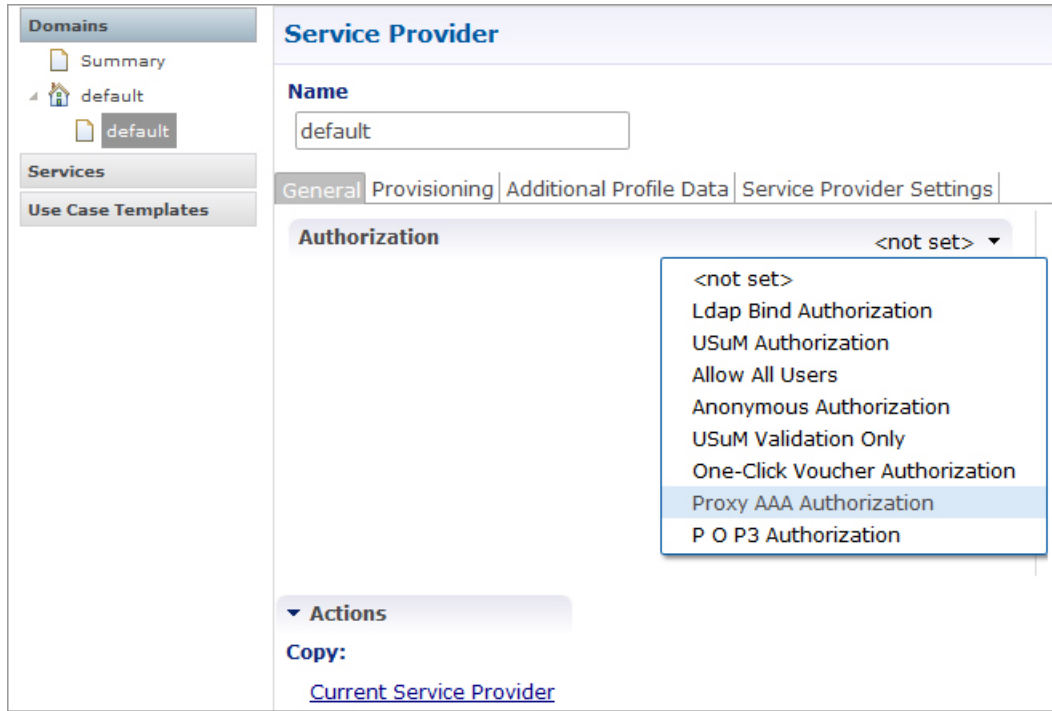 Domains
Summary
default
default
Services
Use Case Templates
Service Provider
Name
default
General Provisioning Additional Profile Data Service Provider Settings
Authorization <not set>
<not set>
Ldap Bind Authorization
USuM Authorization
Allow All Users
Anonymous Authorization
USuM Validation Only
One-Click Voucher Authorization
Proxy AAA Authorization
P O P3 Authorization
Actions
Copy:
Current Service Provider